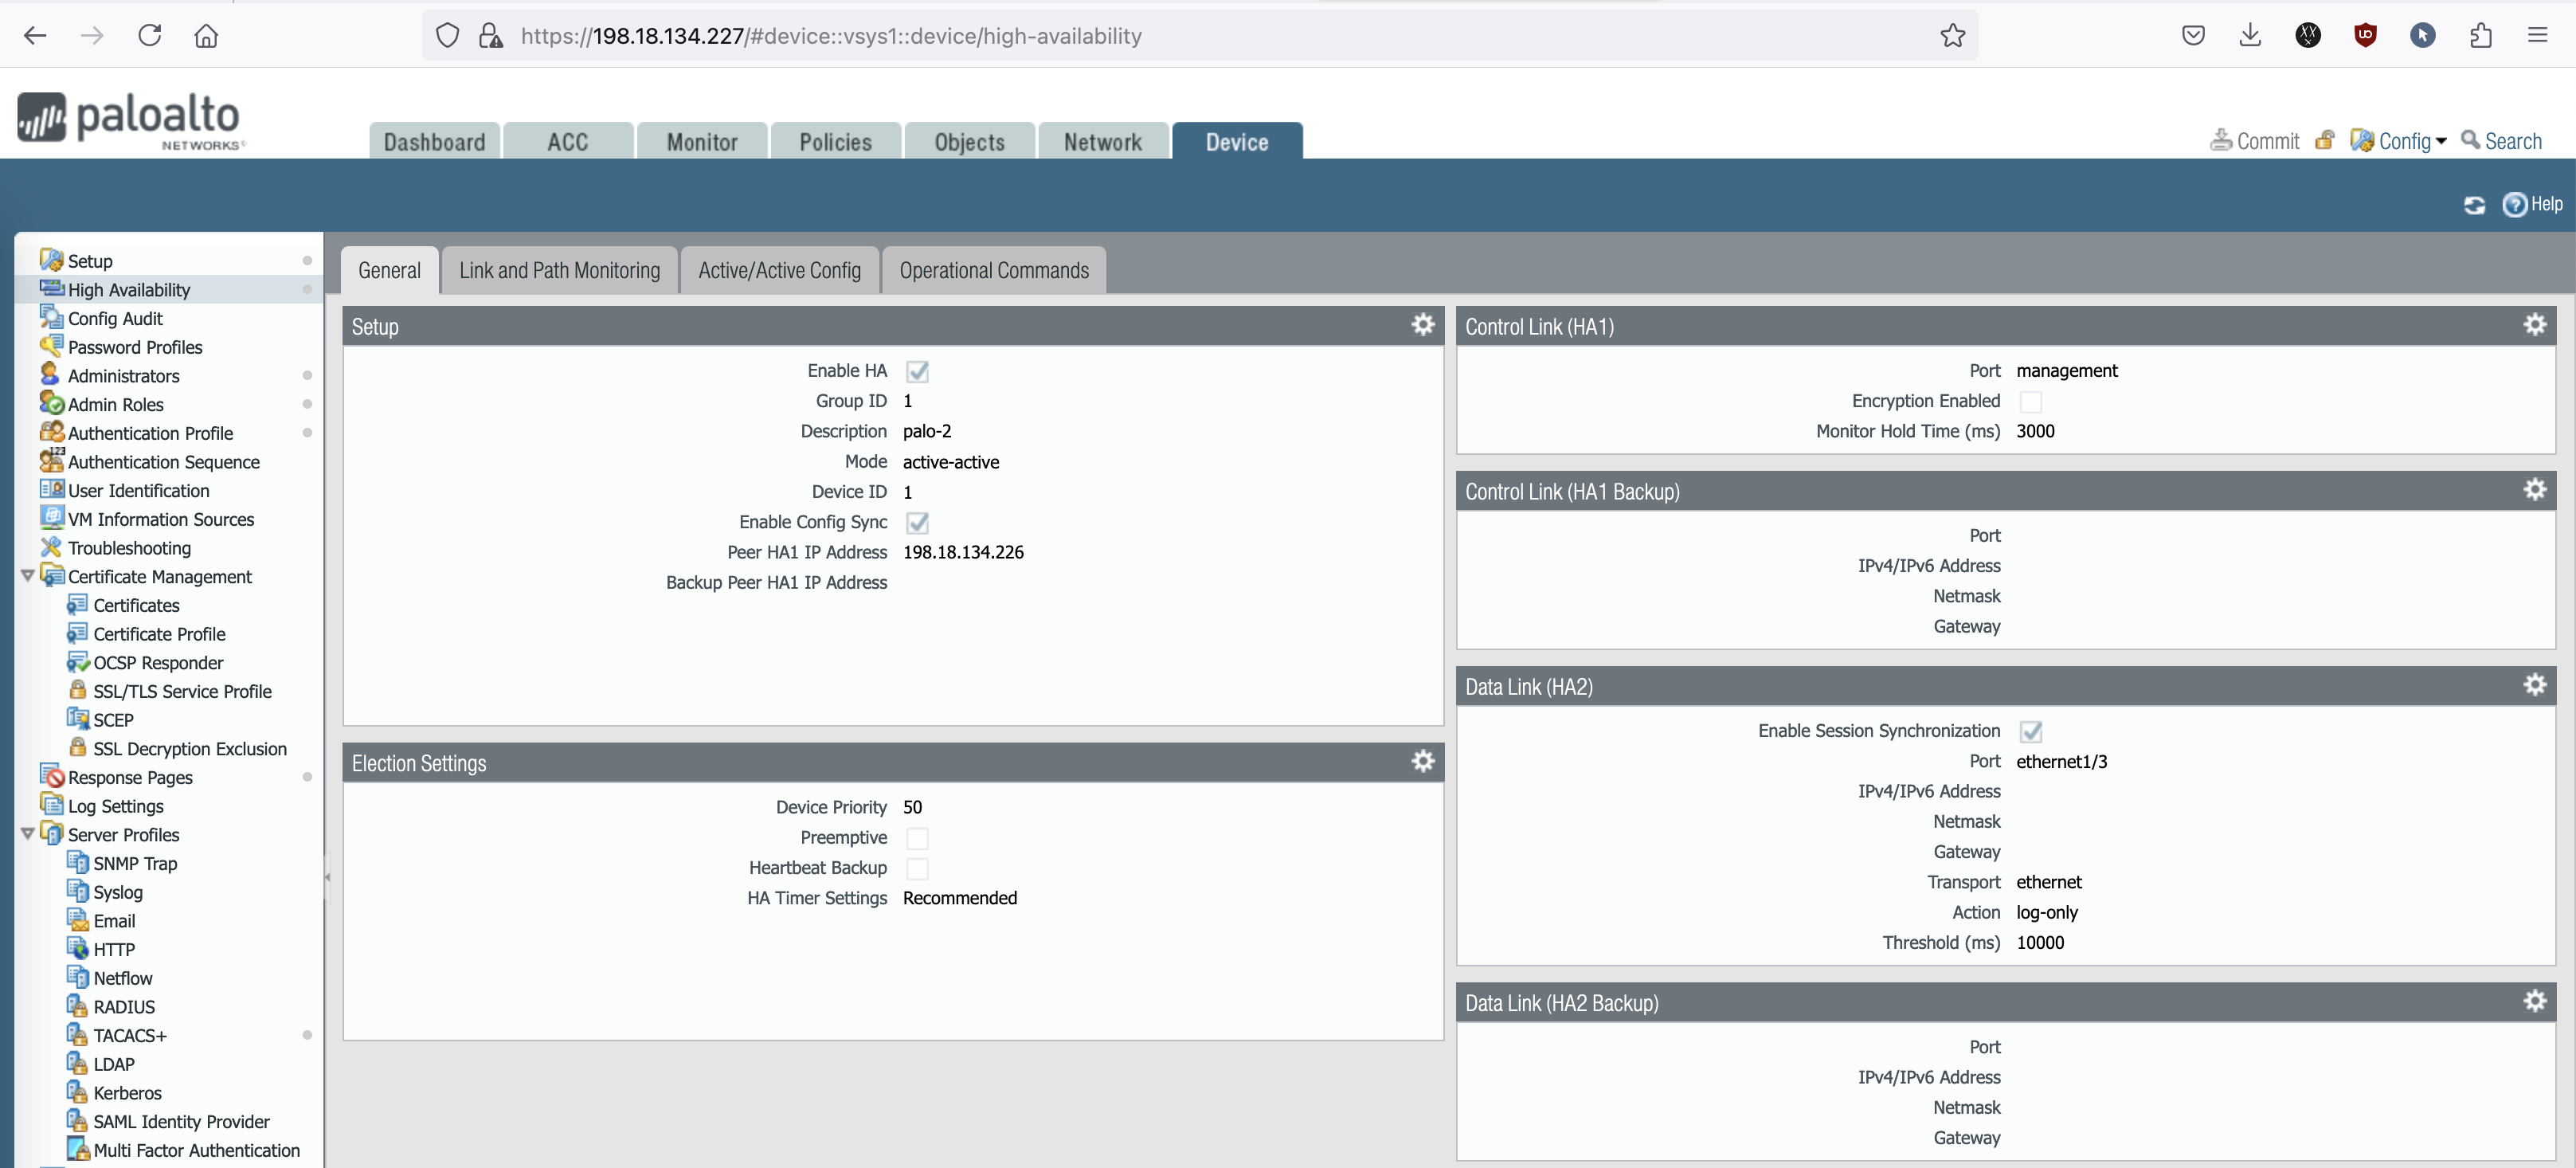 https://198.18.134.227/#device::vsys1::device/high-availability
paloalto
NETWORKS
Dashboard
ACC
Monitor
Policies
Objects
Network
Device
Commit
Config
Search
Help
Setup
High Availability
Config Audit
Password Profiles
Administrators
Admin Roles
Authentication Profile
Authentication Sequence
User Identification
VM Information Sources
Troubleshooting
Certificate Management
Certificates
Certificate Profile
OCSP Responder
SSL/TLS Service Profile
SCEP
SSL Decryption Exclusion
Response Pages
Log Settings
Server Profiles
SNMP Trap
Syslog
Email
HTTP
Netflow
RADIUS
TACACS+
LDAP
Kerberos
SAML Identity Provider
Multi Factor Authentication
General
Link and Path Monitoring
Active/Active Config
Operational Commands
Setup
Enable HA
Group ID 1
Description palo-2
Mode active-active
Device ID 1
Enable Config Sync
Peer HA1 IP Address 198.18.134.226
Backup Peer HA1 IP Address
Election Settings
Device Priority 50
Preemptive
Heartbeat Backup
HA Timer Settings Recommended
Control Link (HA1)
Port management
Encryption Enabled
Monitor Hold Time (ms) 3000
Control Link (HA1 Backup)
Port
IPv4/IPv6 Address
Netmask
Gateway
Data Link (HA2)
Enable Session Synchronization
Port ethernet1/3
IPv4/IPv6 Address
Netmask
Gateway
Transport ethernet
Action log-only
Threshold (ms) 10000
Data Link (HA2 Backup)
Port
IPv4/IPv6 Address
Netmask
Gateway